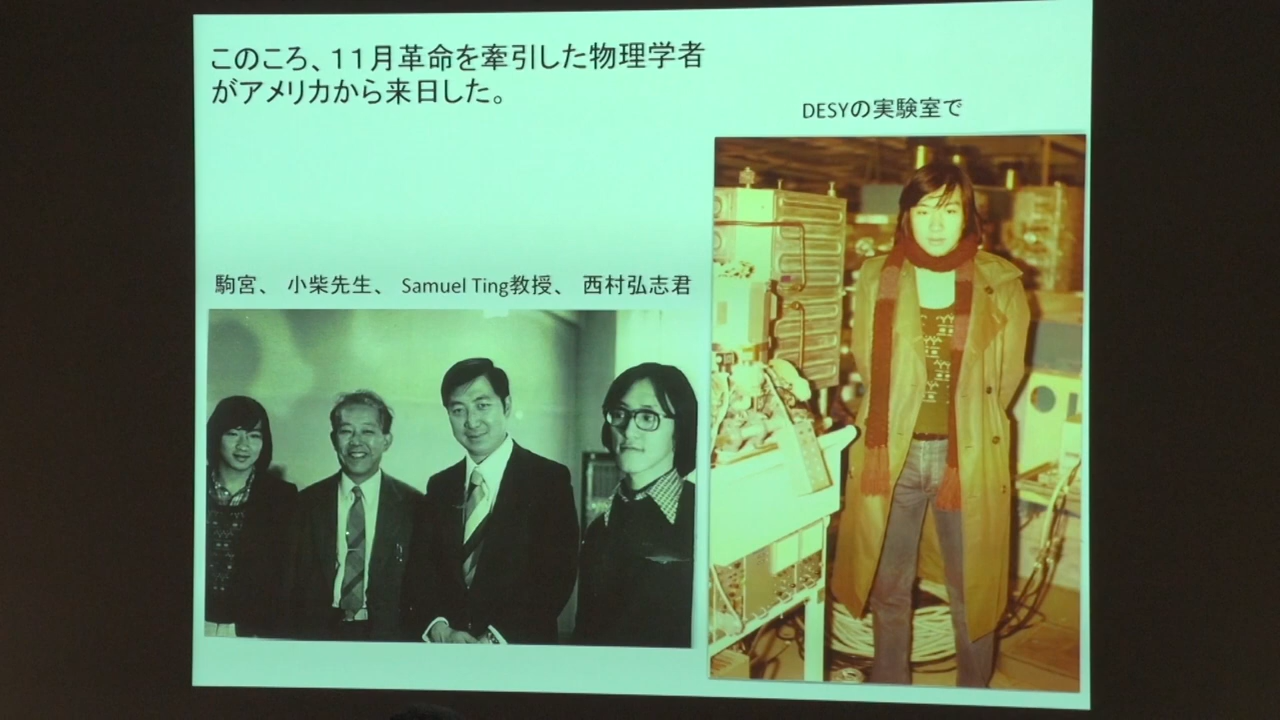 このころ、１１月革命を牽引した物理学者
がアメリカから来日した。
DESYの実験室で
駒宮、 小柴先生、 Samuel Ting教授、 西村弘志君